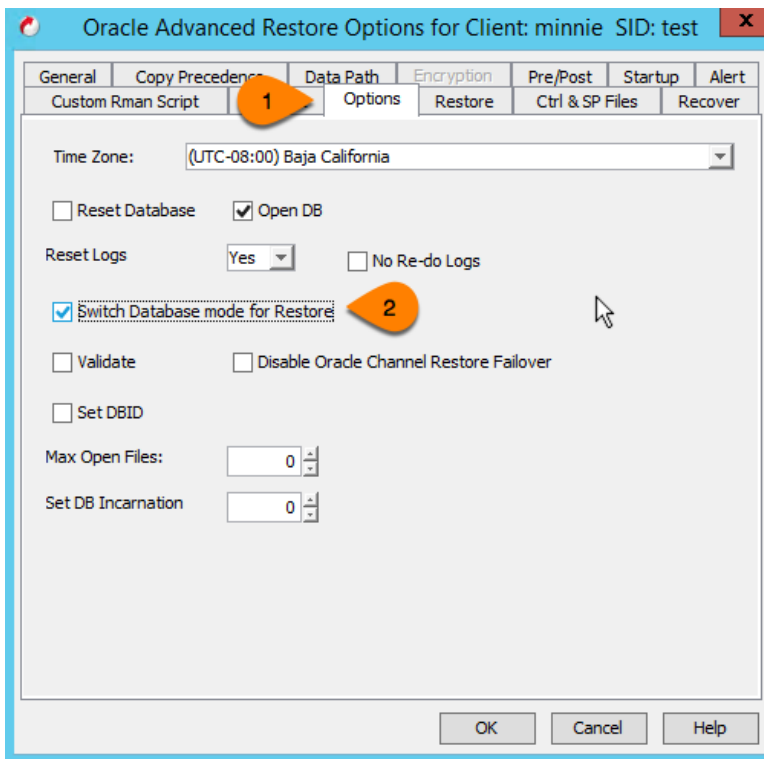 Oracle Advanced Restore Options for Client: minnie SID: test
General Copy Precedence Data Path Encryption Pre/Post Startup Alert
Custom Rman Script 1 Options Restore Ctrl & SP Files Recover
Time Zone: (UTC-08:00) Baja California
Reset Database Open DB
Reset Logs Yes No Re-do Logs
Switch Database mode for Restore 2
Validate Disable Oracle Channel Restore Failover
Set DBID
Max Open Files: 0
Set DB Incarnation 0
OK Cancel Help